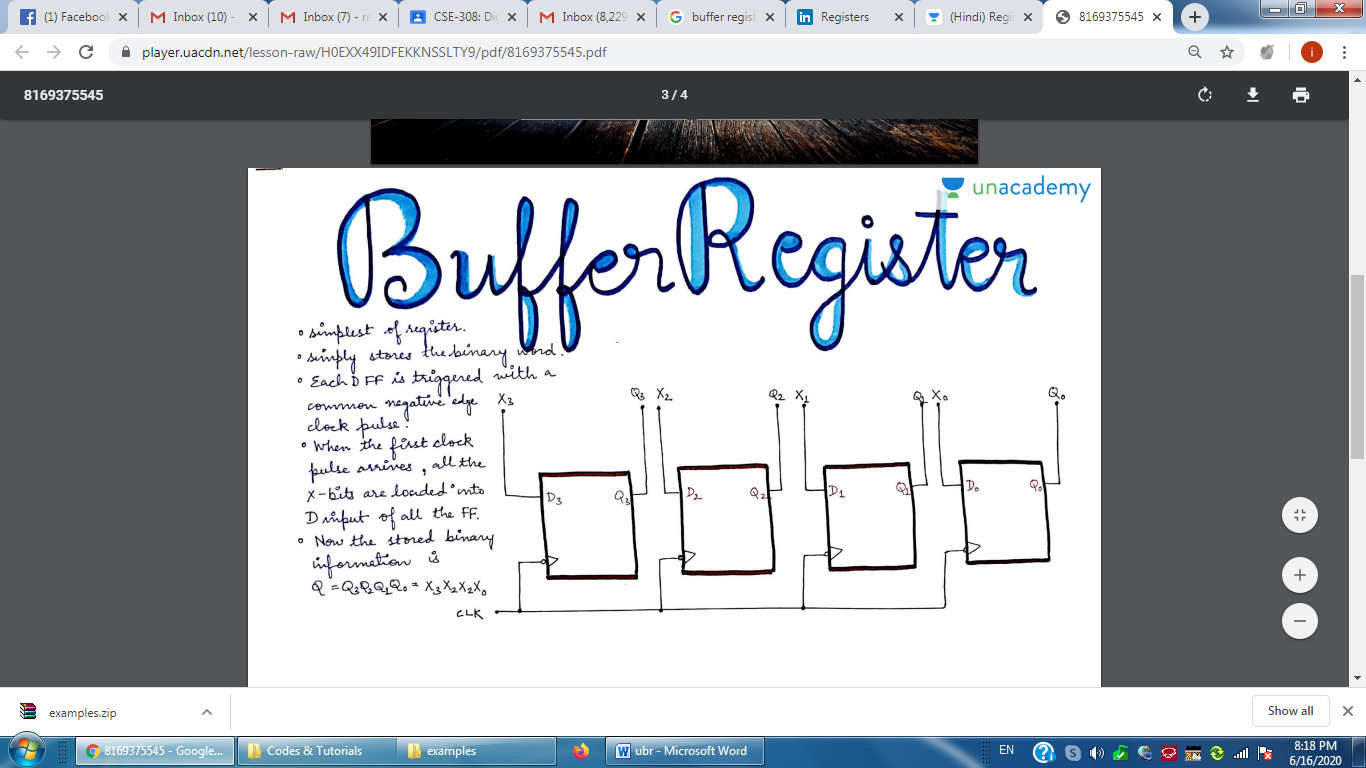 (1) Facebook
Inbox (10) -
Inbox (7) - r
CSE-308: Di
Inbox (8,229
buffer regist
Registers
(Hindi) Regi
8169375545
player.uacdn.net/lesson-raw/H0EXX49IDFEKKNSSLTY9/pdf/8169375545.pdf
i
8169375545
3 / 4
unacademy
Buffer Register
• simplest of register.
• simply stores the binary word.
• Each D FF is triggered with a
common negative edge
clock pulse.
• When the first clock
pulse arrives, all the
X-bits are loaded into
D input of all the FF.
• Now the stored binary
information is
Q = Q3Q2Q1Q0 = X3X2X2X0
X3 Q3 X2 Q2 X1 Q1 X0 Q0
D3 Q3 D2 Q2 D1 Q1 D0 Q0
CLK
examples.zip
Show all
8169375545 - Google...
Codes & Tutorials
examples
ubr - Microsoft Word
EN
8:18 PM
6/16/2020